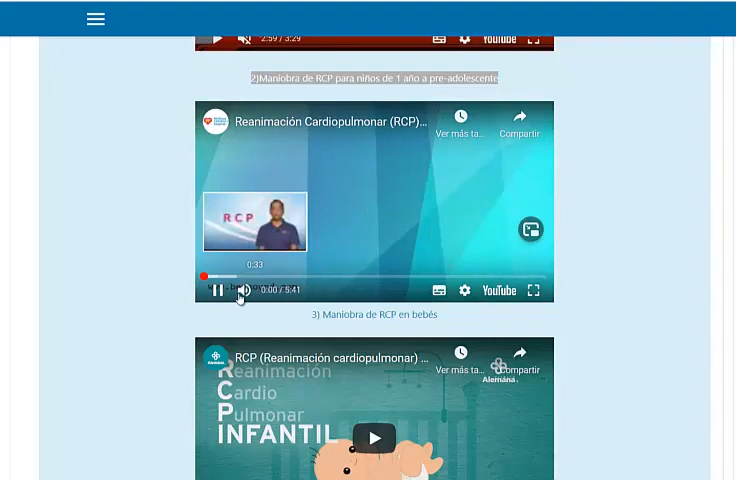 2:59 / 3:29
YouTube
2)Maniobra de RCP para niños de 1 año a pre-adolescente
Reanimación Cardiopulmonar (RCP)...
Ver más ta...
Compartir
RCP
0:33
0:00 / 5:41
YouTube
3) Maniobra de RCP en bebés
RCP (Reanimación cardiopulmonar) ...
Ver más ta...
Compartir
Alemana.
Reanimación
Cardio
Pulmonar
INFANTIL